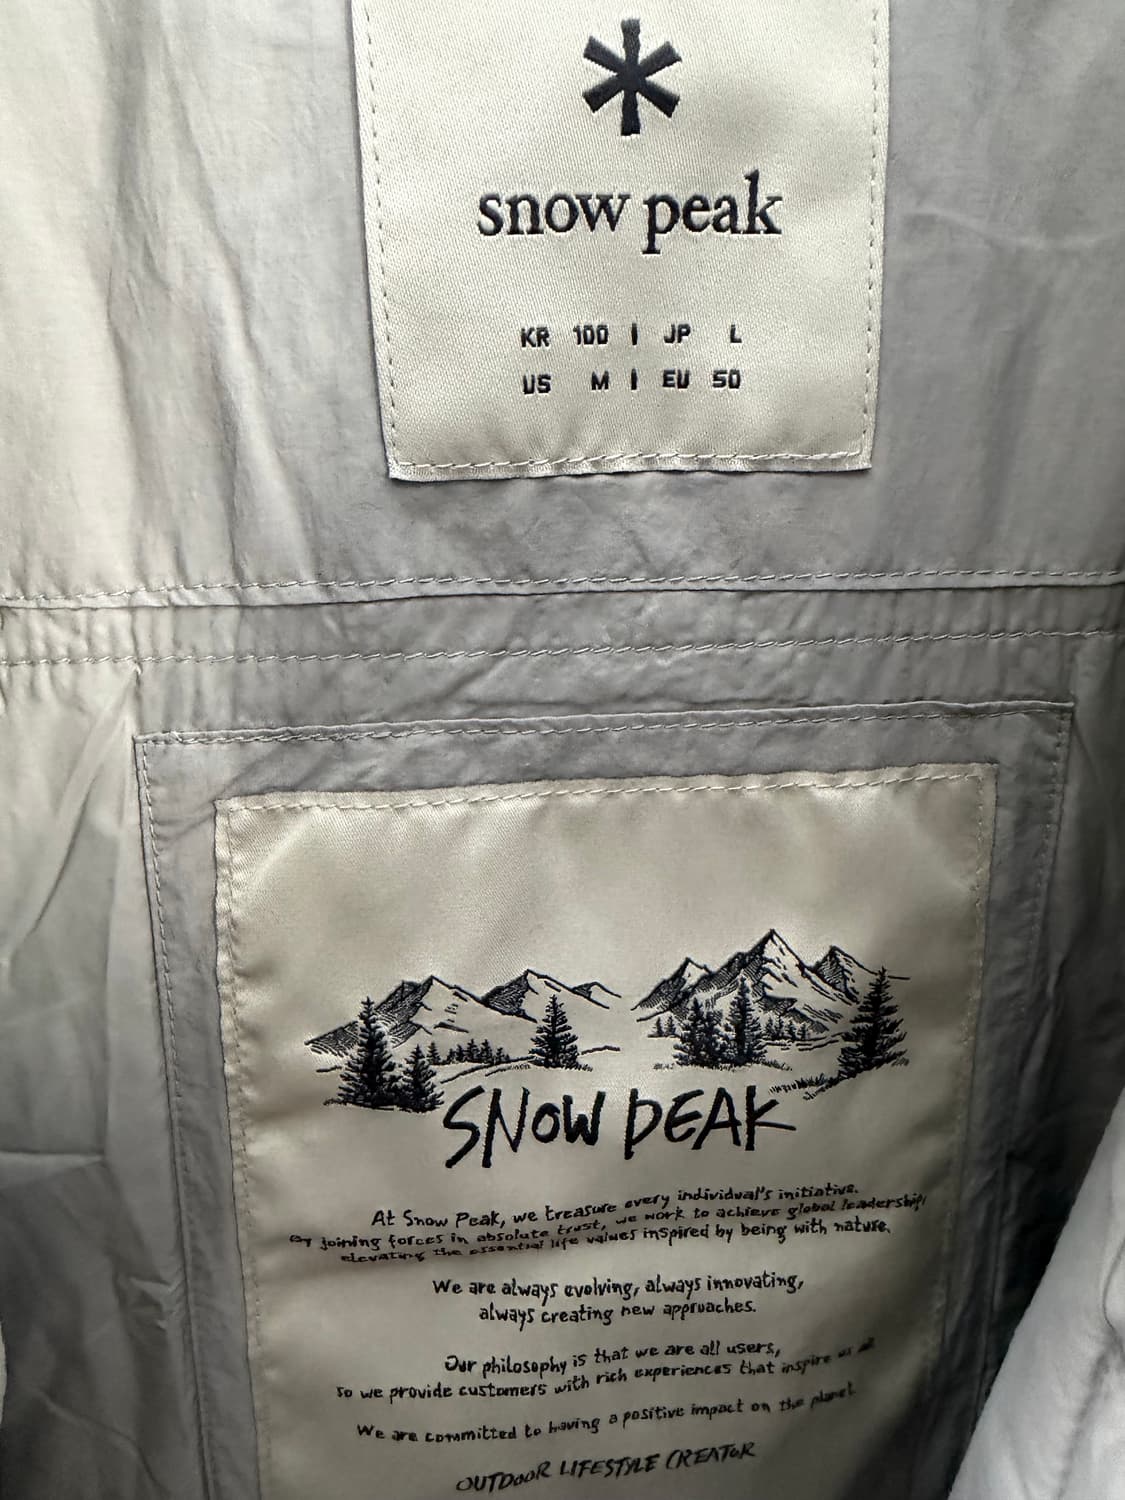 snow peak
KR 100 | JP L
US M | EU 50
SNOW PEAK
At Snow Peak, we treasure every individual's initiative.
By joining forces in absolute trust, we work to achieve global leadership,
elevating the essential life values inspired by being with nature.
We are always evolving, always innovating,
always creating new approaches.
Our philosophy is that we are all users,
so we provide customers with rich experiences that inspire us all
We are committed to having a positive impact on the planet
OUTDOOR LIFESTYLE CREATOR